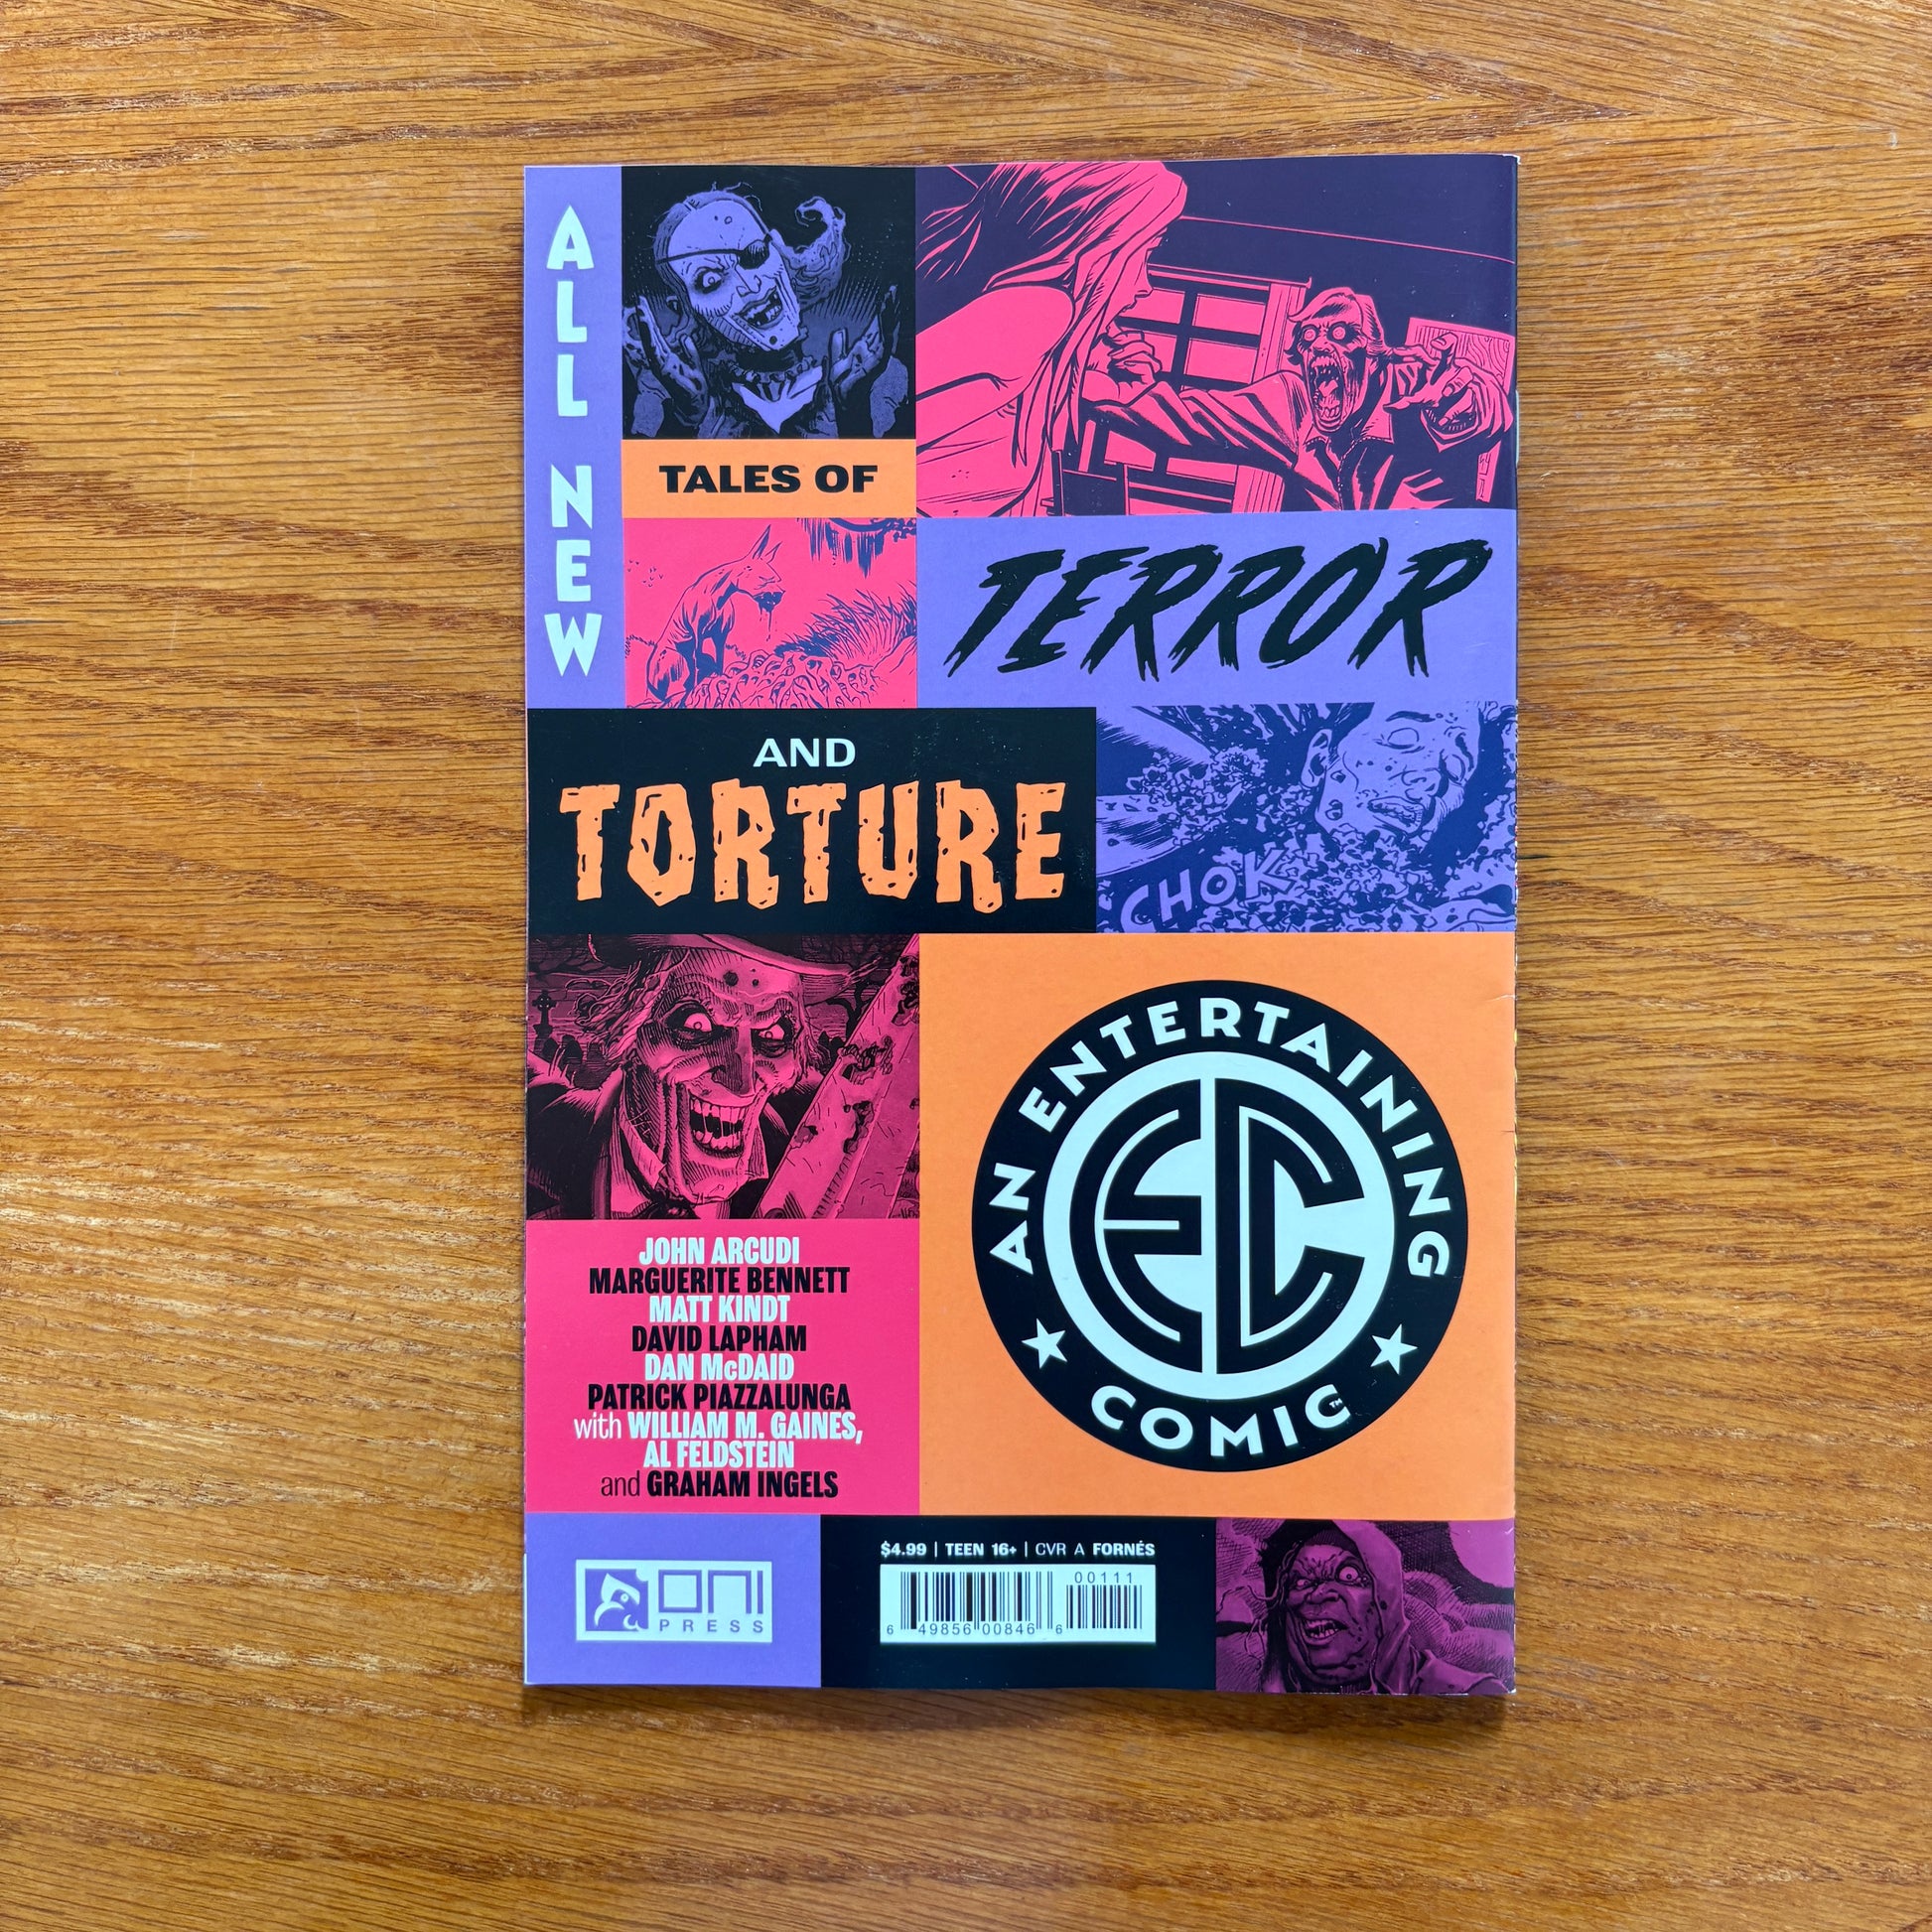 ALL NEW
TALES OF
TERROR
AND
TORTURE
CHOK
AN ENTERTAINING
EC
COMIC™
JOHN ARCUDI
MARGUERITE BENNETT
MATT KINDT
DAVID LAPHAM
DAN McDAID
PATRICK PIAZZALUNGA
with WILLIAM M. GAINES,
AL FELDSTEIN
and GRAHAM INGELS
ONI
PRESS
$4.99 | TEEN 16+ | CVR A FORNÉS
00111
6 49856 00846 6